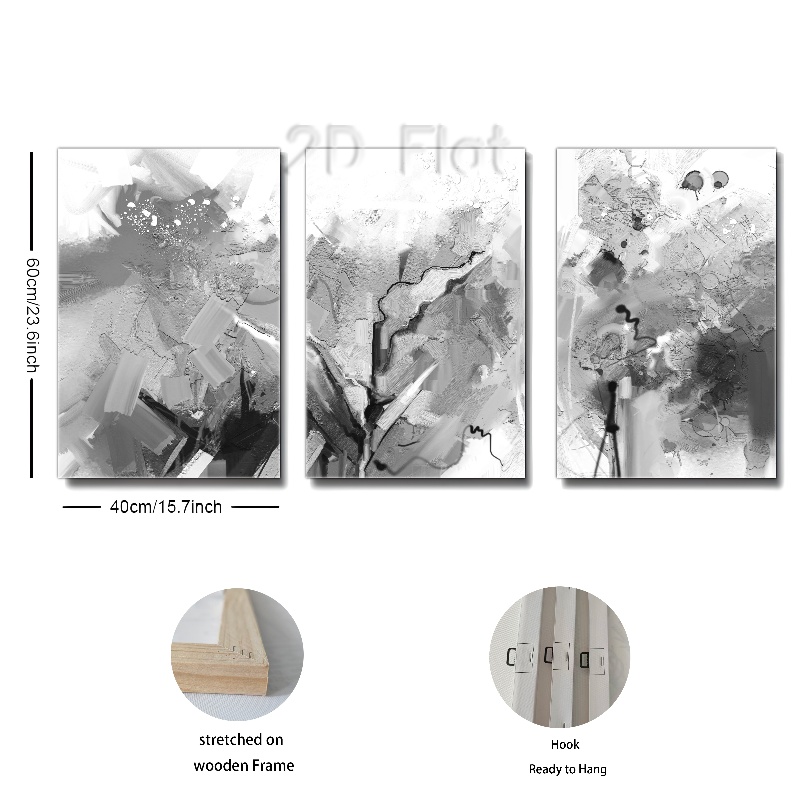 2D Flat
60cm/23.6inch
40cm/15.7inch
stretched on
wooden Frame
Hook
Ready to Hang